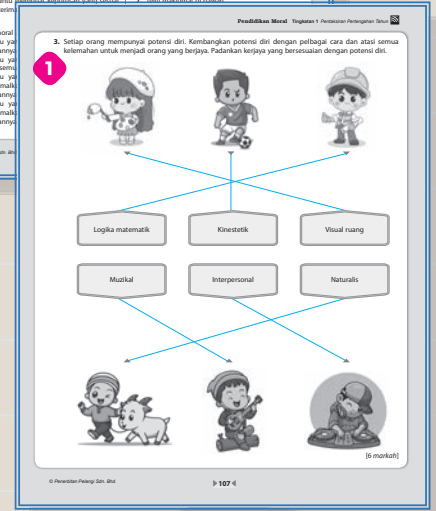 Pendidikan Moral Tingkatan 1 Pentaksiran Pertengahan Tahun
3. Setiap orang mempunyai potensi diri. Kembangkan potensi diri dengan pelbagai cara dan atasi semua
kelemahan untuk menjadi orang yang berjaya. Padankan kerjaya yang bersesuaian dengan potensi diri.
1
Logika matematik
Kinestetik
Visual ruang
Muzikal
Interpersonal
Naturalis
[6 markah]
© Penerbitan Pelangi Sdn. Bhd.
107